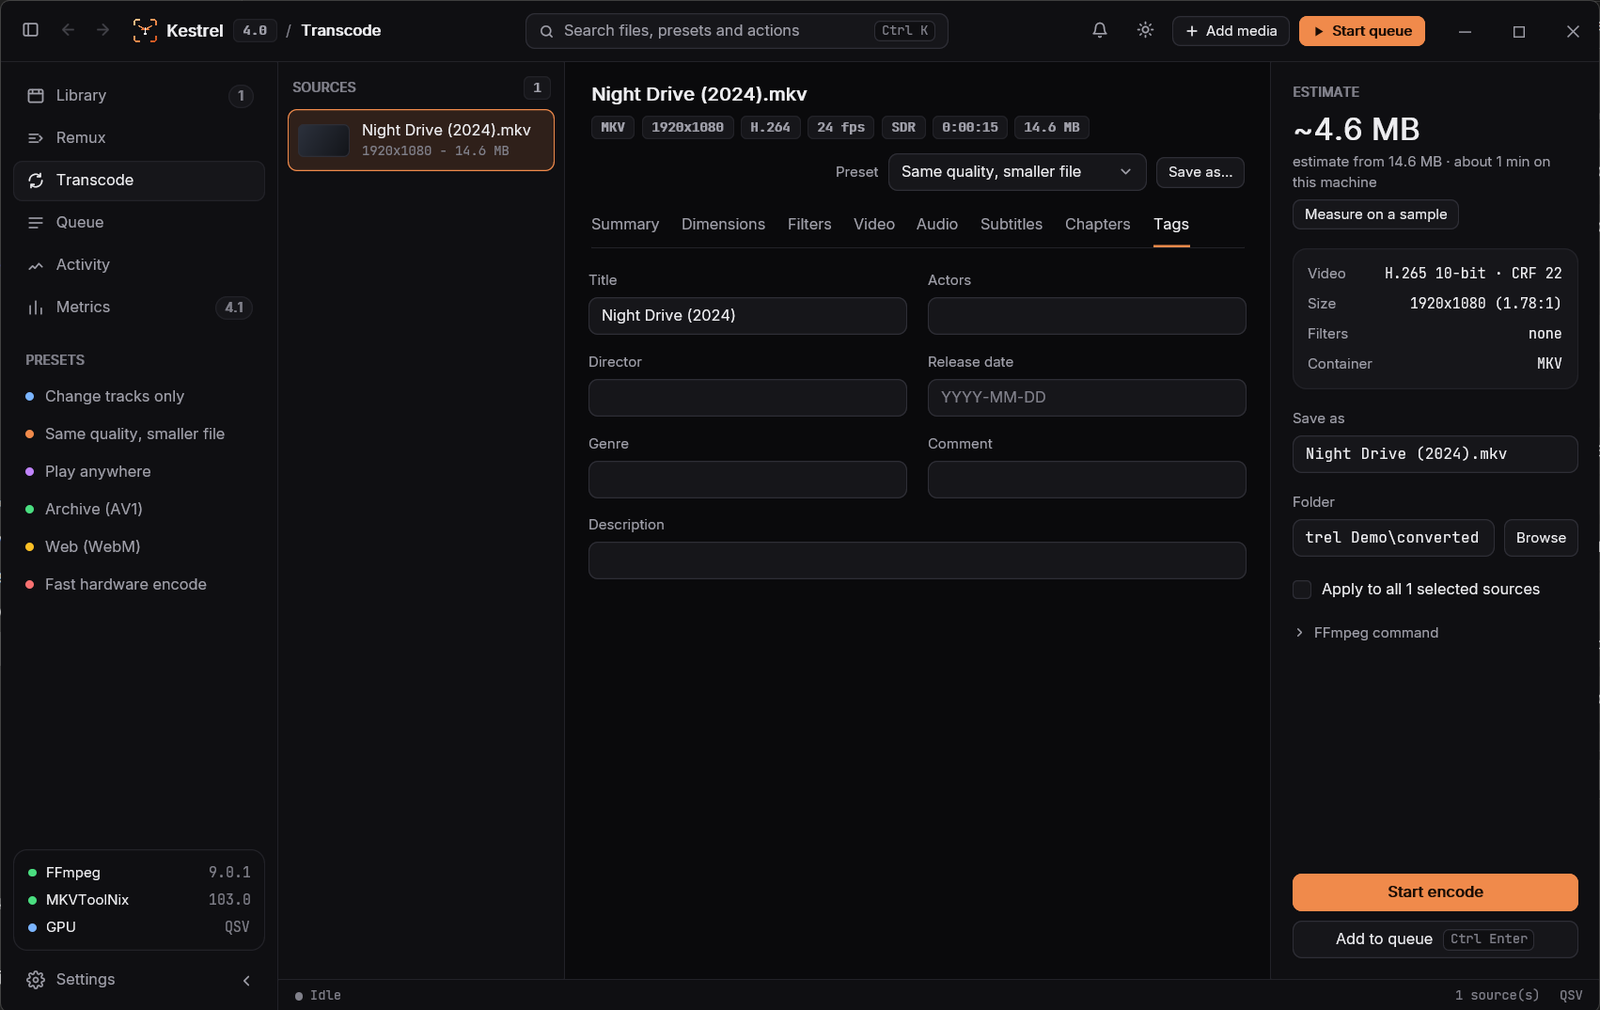 Kestrel 4.0 / Transcode
Search files, presets and actions Ctrl K
Add media
Start queue
Library 1
Remux
Transcode
Queue
Activity
Metrics 4.1
PRESETS
Change tracks only
Same quality, smaller file
Play anywhere
Archive (AV1)
Web (WebM)
Fast hardware encode
FFmpeg 9.0.1
MKVToolNix 103.0
GPU QSV
Settings
SOURCES 1
Night Drive (2024).mkv
1920x1080 - 14.6 MB
Night Drive (2024).mkv
MKV 1920x1080 H.264 24 fps SDR 0:00:15 14.6 MB
Preset Same quality, smaller file Save as...
Summary Dimensions Filters Video Audio Subtitles Chapters Tags
Title Actors
Night Drive (2024)
Director Release date
YYYY-MM-DD
Genre Comment
Description
ESTIMATE
~4.6 MB
estimate from 14.6 MB · about 1 min on
this machine
Measure on a sample
Video H.265 10-bit · CRF 22
Size 1920x1080 (1.78:1)
Filters none
Container MKV
Save as
Night Drive (2024).mkv
Folder
trel Demo\converted Browse
Apply to all 1 selected sources
FFmpeg command
Start encode
Add to queue Ctrl Enter
Idle
1 source(s) QSV